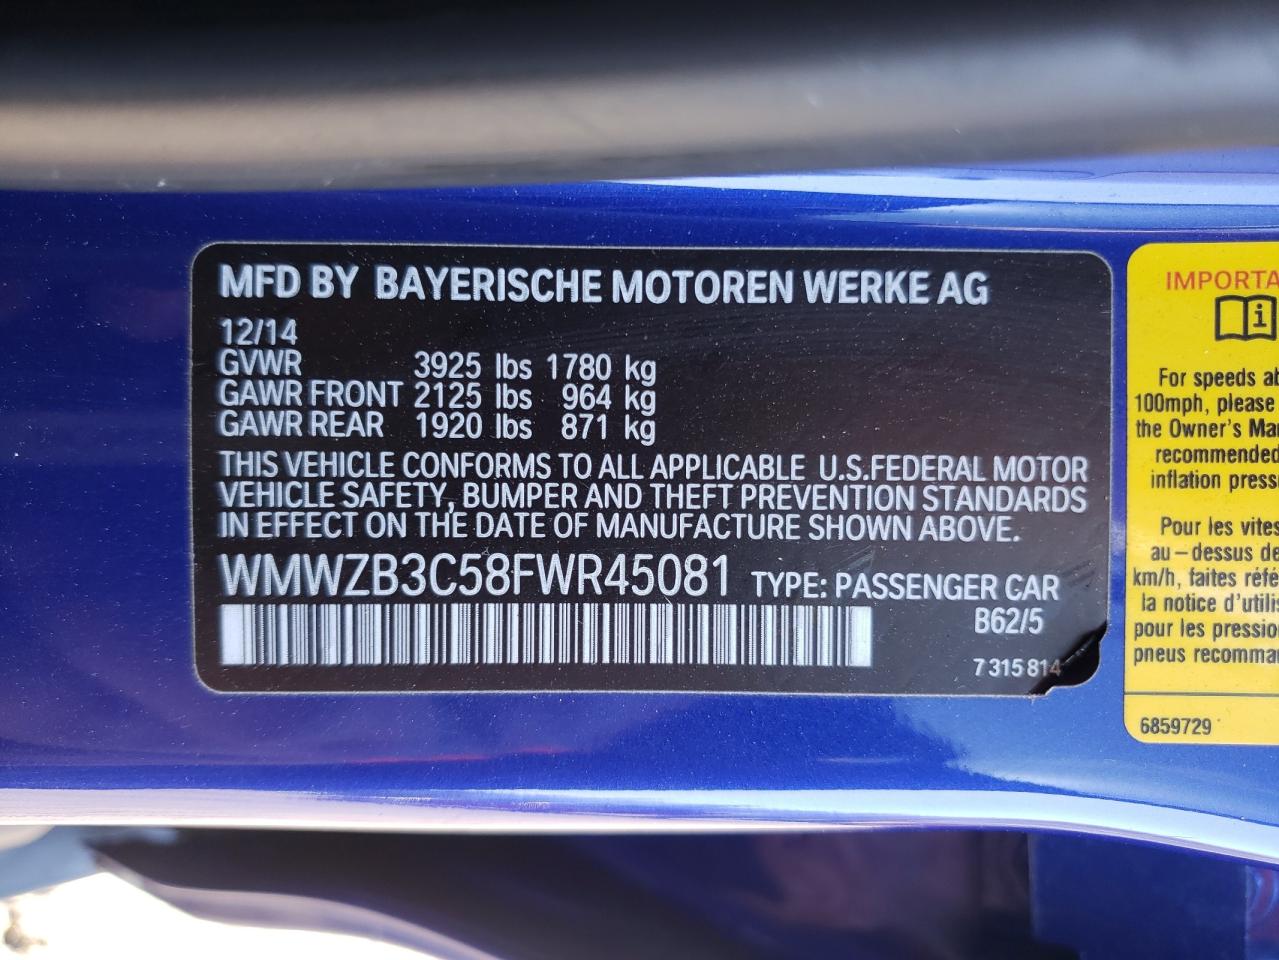 MFD BY BAYERISCHE MOTOREN WERKE AG
12/14
GVWR 3925 lbs 1780 kg
GAWR FRONT 2125 lbs 964 kg
GAWR REAR 1920 lbs 871 kg
THIS VEHICLE CONFORMS TO ALL APPLICABLE U.S.FEDERAL MOTOR
VEHICLE SAFETY, BUMPER AND THEFT PREVENTION STANDARDS
IN EFFECT ON THE DATE OF MANUFACTURE SHOWN ABOVE.
WMWZB3C58FWR45081 TYPE: PASSENGER CAR
B62/5
7 315 814
For speeds
100mph, please
the Owner's
recommended
inflation
Pour les
au-dessus
km/h, faites
la notice
pour les
pneus
6859729